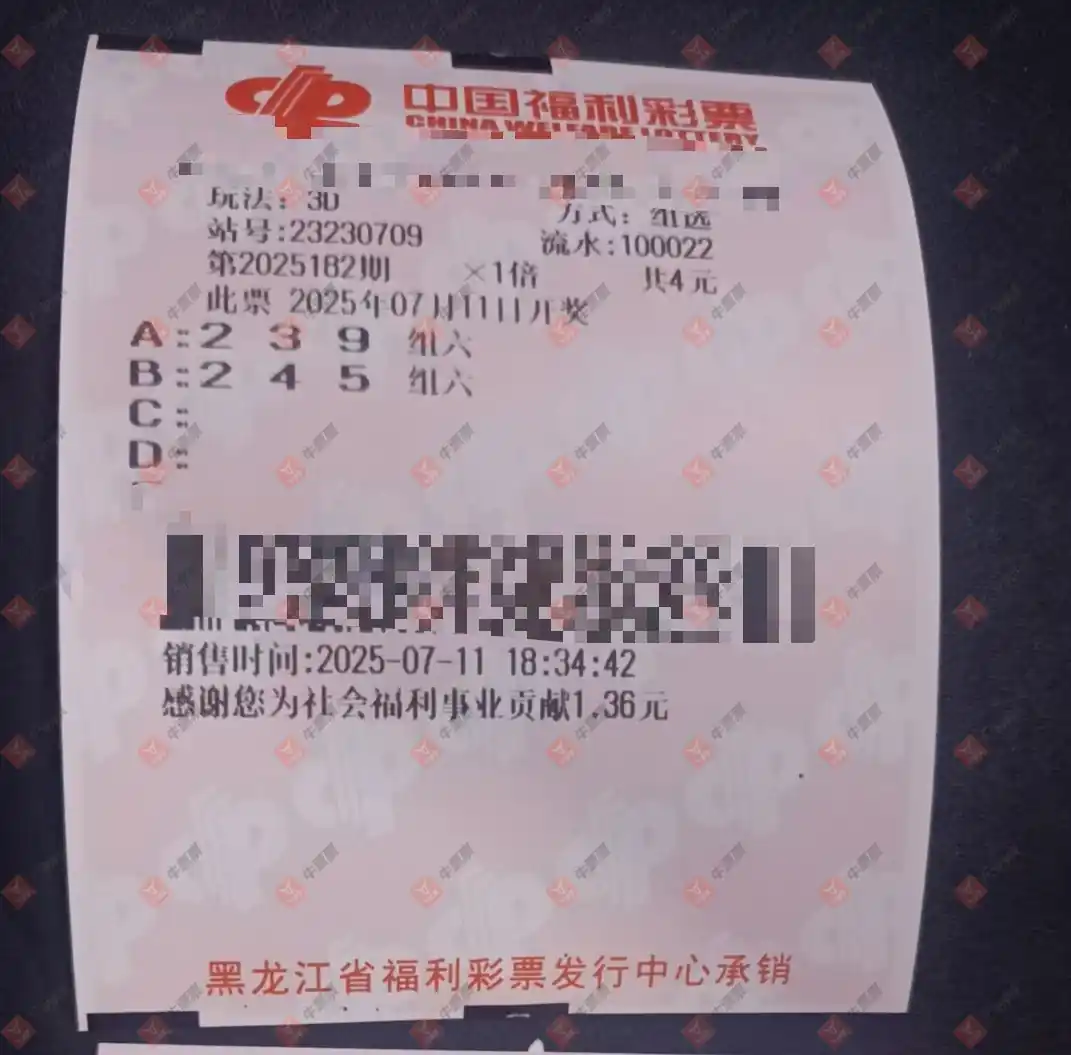 中国福利彩票
CHINA WELFARE LOTTERY
玩法: 3D 方式: 组选
站号:23230709 流水:100022
第2025182期 ×1倍 共4元
此票 2025年07月11日开奖
A:2 3 9 组六
B:2 4 5 组六
C:
D:
销售时间:2025-07-11 18:34:42
感谢您为社会福利事业贡献1.36元
黑龙江省福利彩票发行中心承销